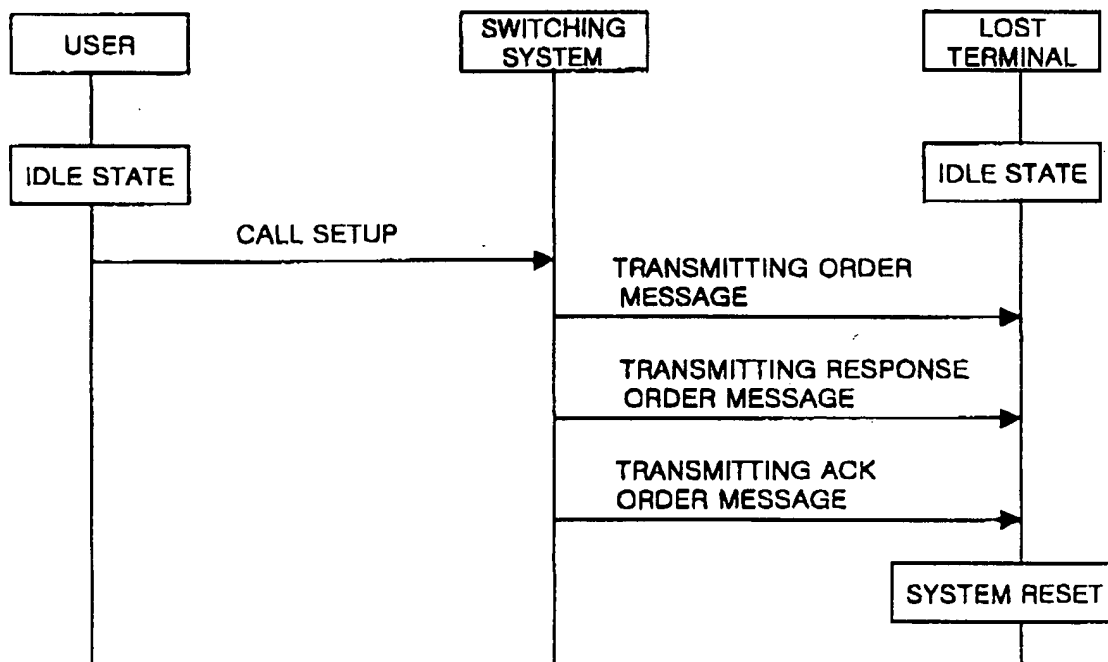 USER
SWITCHING
SYSTEM
LOST
TERMINAL
IDLE STATE
IDLE STATE
CALL SETUP
TRANSMITTING ORDER
MESSAGE
TRANSMITTING RESPONSE
ORDER MESSAGE
TRANSMITTING ACK
ORDER MESSAGE
SYSTEM RESET